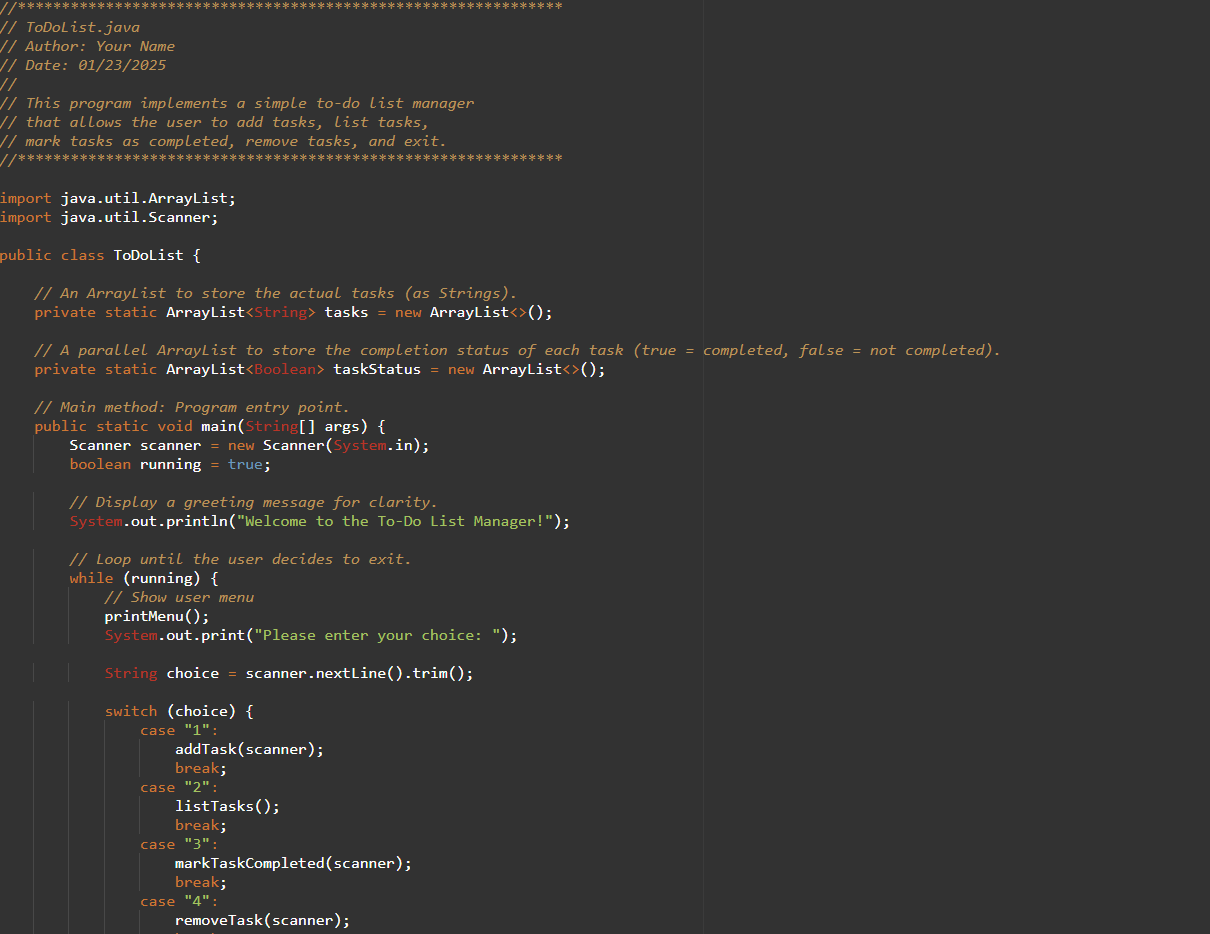 //**************************************************************
// ToDoList.java
// Author: Your Name
// Date: 01/23/2025
//
// This program implements a simple to-do list manager
// that allows the user to add tasks, list tasks,
// mark tasks as completed, remove tasks, and exit.
//**************************************************************

import java.util.ArrayList;
import java.util.Scanner;

public class ToDoList {

    // An ArrayList to store the actual tasks (as Strings).
    private static ArrayList<String> tasks = new ArrayList<>();

    // A parallel ArrayList to store the completion status of each task (true = completed, false = not completed).
    private static ArrayList<Boolean> taskStatus = new ArrayList<>();

    // Main method: Program entry point.
    public static void main(String[] args) {
        Scanner scanner = new Scanner(System.in);
        boolean running = true;

        // Display a greeting message for clarity.
        System.out.println("Welcome to the To-Do List Manager!");

        // Loop until the user decides to exit.
        while (running) {
            // Show user menu
            printMenu();
            System.out.print("Please enter your choice: ");

            String choice = scanner.nextLine().trim();

            switch (choice) {
                case "1":
                    addTask(scanner);
                    break;
                case "2":
                    listTasks();
                    break;
                case "3":
                    markTaskCompleted(scanner);
                    break;
                case "4":
                    removeTask(scanner);